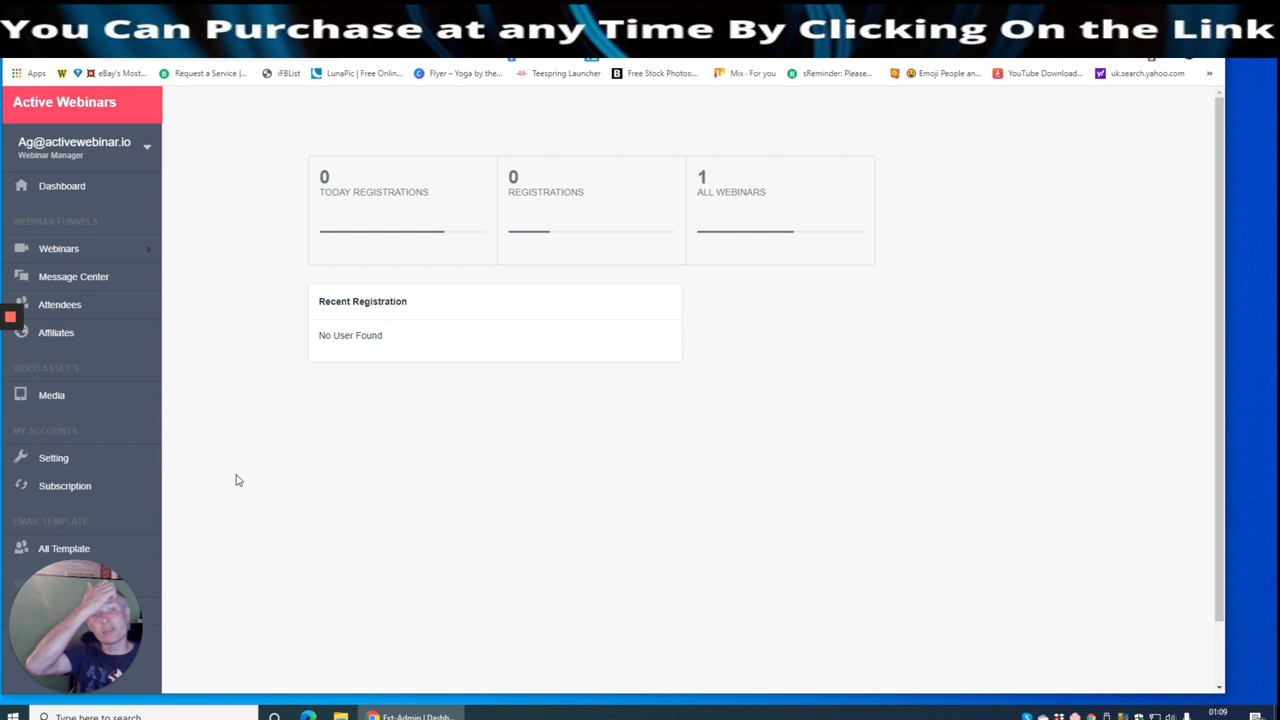 You Can Purchase at any Time By Clicking On the Link
Apps
eBay's Most...
Request a Service |...
iFBList
LunaPic | Free Onlin...
Flyer – Yoga by the...
Teespring Launcher
Free Stock Photos:...
Mix · For you
sReminder: Please...
Emoji People an...
YouTube Download...
uk.search.yahoo.com
»
Active Webinars
Ag@activewebinar.io
Webinar Manager
Dashboard
WEBINAR FUNNELS
Webinars
Message Center
Attendees
Affiliates
VIDEO ASSET'S
Media
MY ACCOUNTS
Setting
Subscription
EMAIL TEMPLATE
All Template
0
TODAY REGISTRATIONS
0
REGISTRATIONS
1
ALL WEBINARS
Recent Registration
No User Found
Type here to search
Ext-Admin | Dashb...
01:09